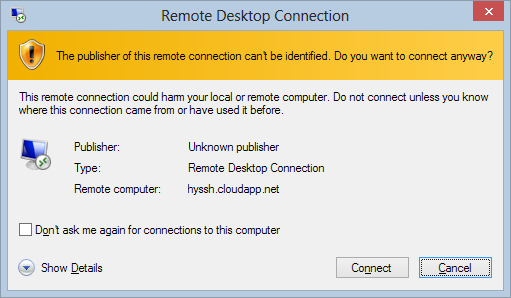 Remote Desktop Connection
The publisher of this remote connection can't be identified. Do you want to connect anyway?
This remote connection could harm your local or remote computer. Do not connect unless you know
where this connection came from or have used it before.
Publisher: Unknown publisher
Type: Remote Desktop Connection
Remote computer: hyssh.cloudapp.net
Don't ask me again for connections to this computer
Show Details Connect Cancel